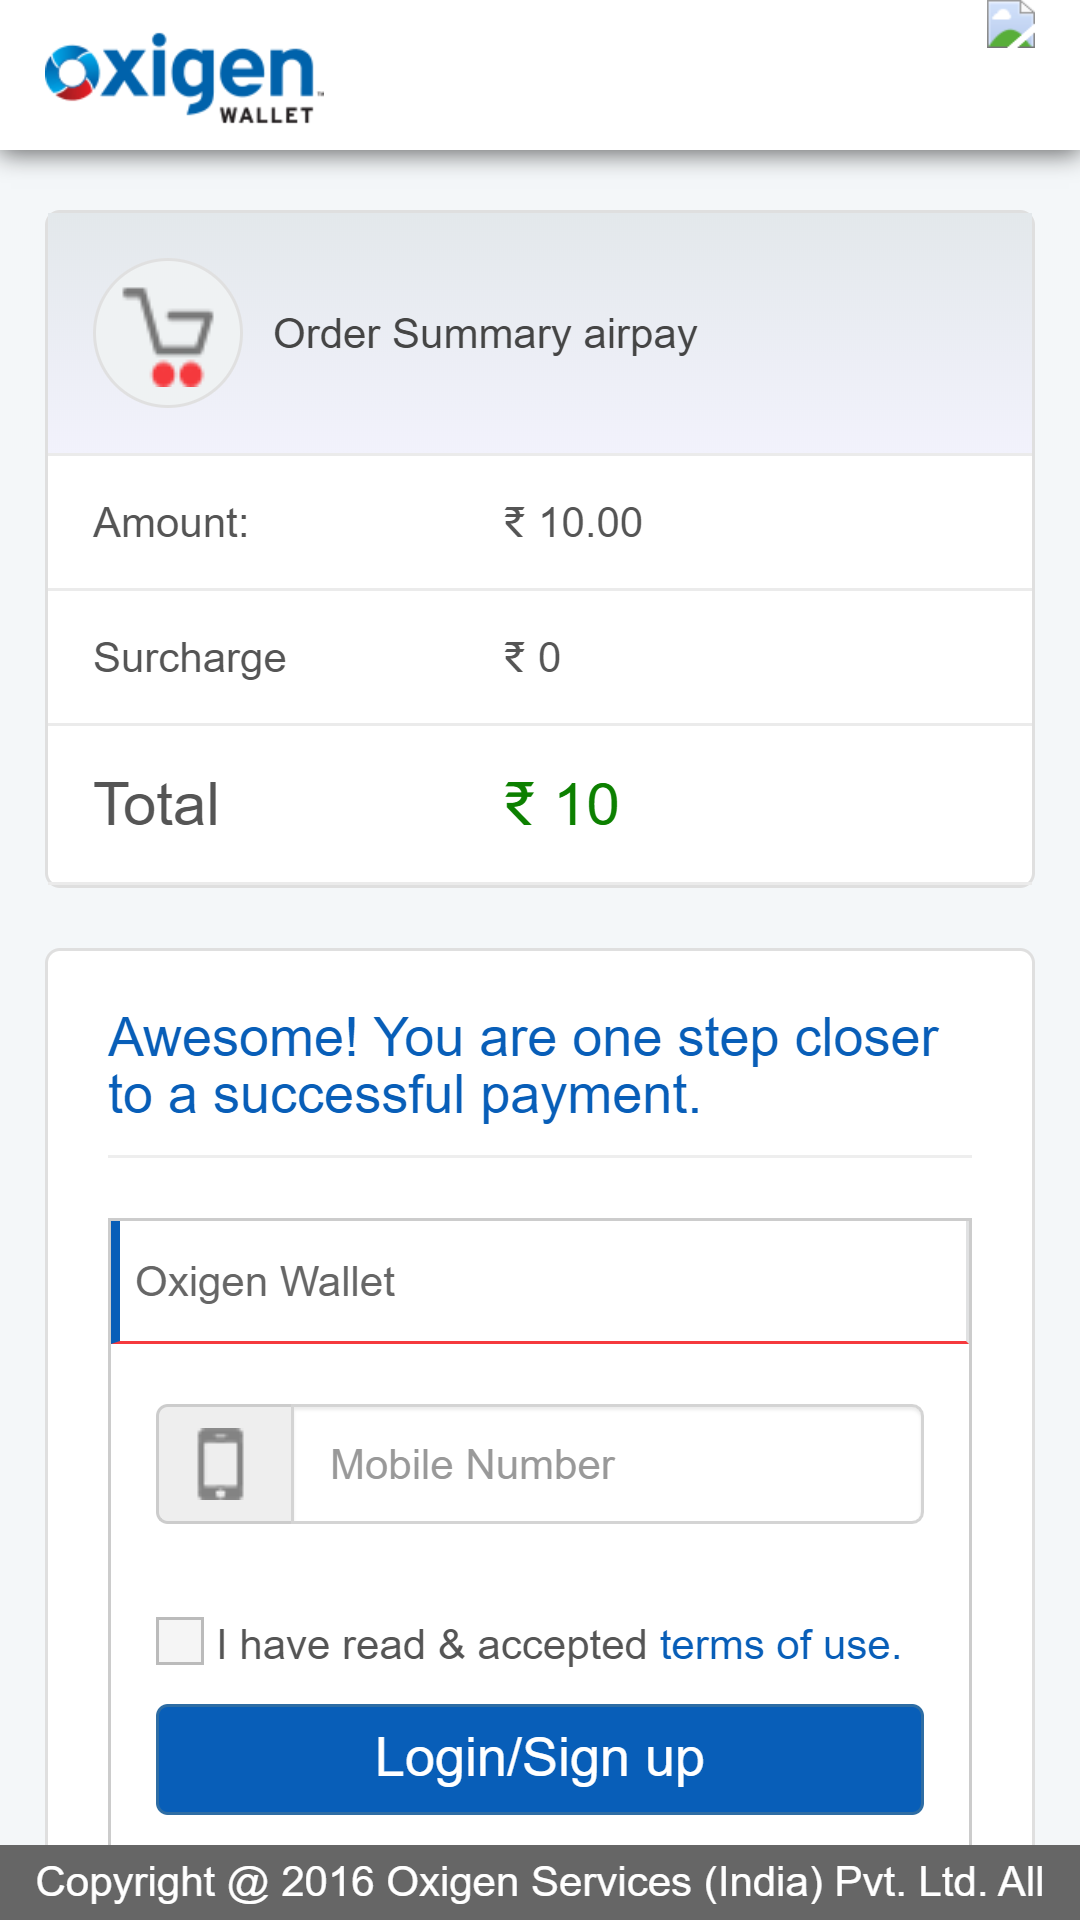 oxigen
WALLET
Order Summary airpay
Amount: ₹ 10.00
Surcharge ₹ 0
Total ₹ 10
Awesome! You are one step closer
to a successful payment.
Oxigen Wallet
Mobile Number
I have read & accepted terms of use.
Login/Sign up
Copyright @ 2016 Oxigen Services (India) Pvt. Ltd. All